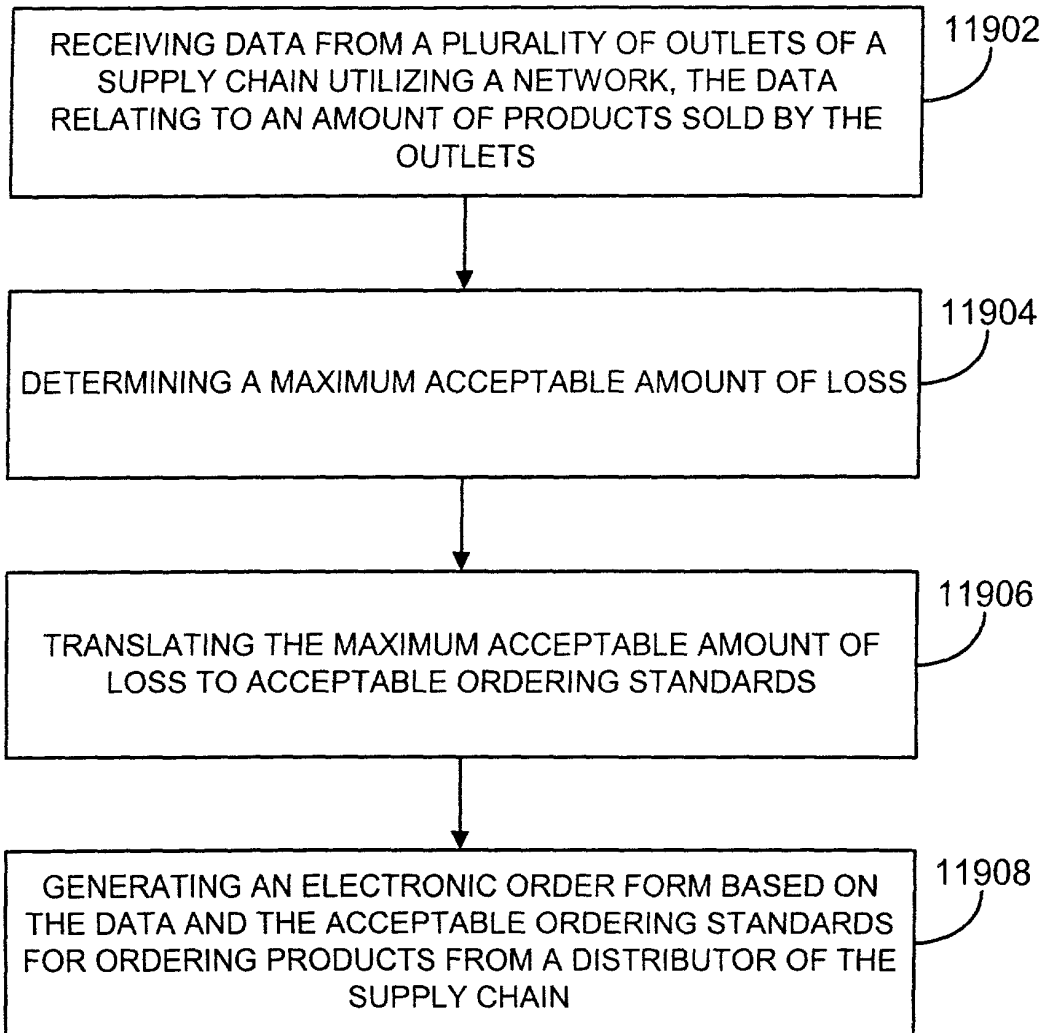 RECEIVING DATA FROM A PLURALITY OF OUTLETS OF A
SUPPLY CHAIN UTILIZING A NETWORK, THE DATA
RELATING TO AN AMOUNT OF PRODUCTS SOLD BY THE
OUTLETS
11902
DETERMINING A MAXIMUM ACCEPTABLE AMOUNT OF LOSS
11904
TRANSLATING THE MAXIMUM ACCEPTABLE AMOUNT OF
LOSS TO ACCEPTABLE ORDERING STANDARDS
11906
GENERATING AN ELECTRONIC ORDER FORM BASED ON
THE DATA AND THE ACCEPTABLE ORDERING STANDARDS
FOR ORDERING PRODUCTS FROM A DISTRIBUTOR OF THE
SUPPLY CHAIN
11908